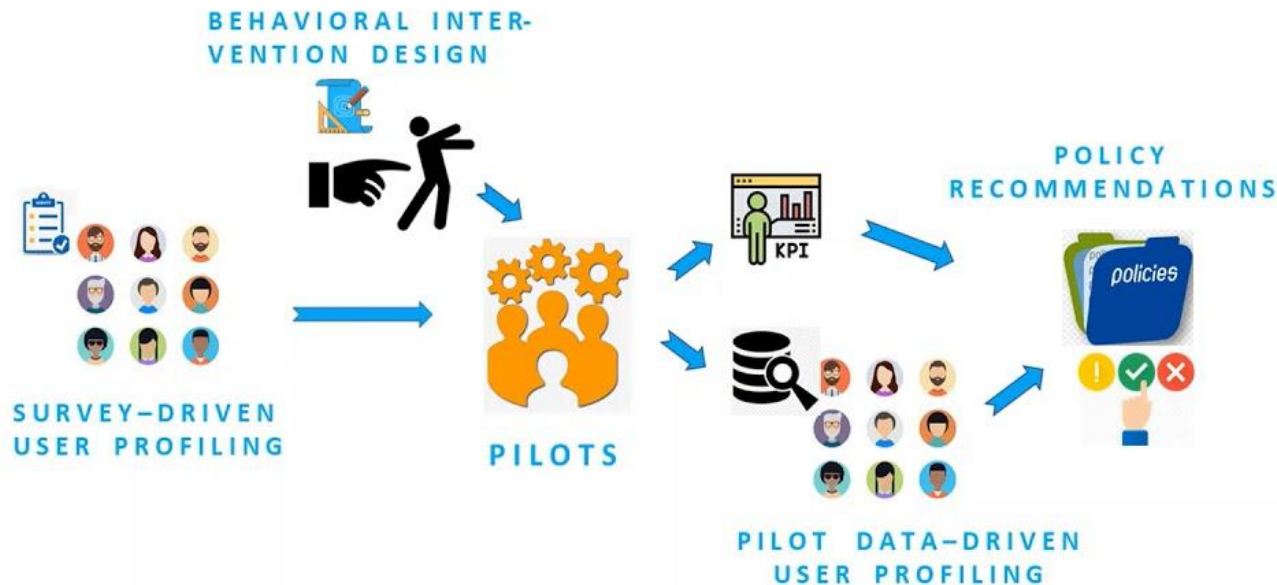 BEHAVIORAL INTER-
VENTION DESIGN
POLICY
RECOMMENDATIONS
KPI
policies
SURVEY–DRIVEN
USER PROFILING
PILOTS
PILOT DATA–DRIVEN
USER PROFILING